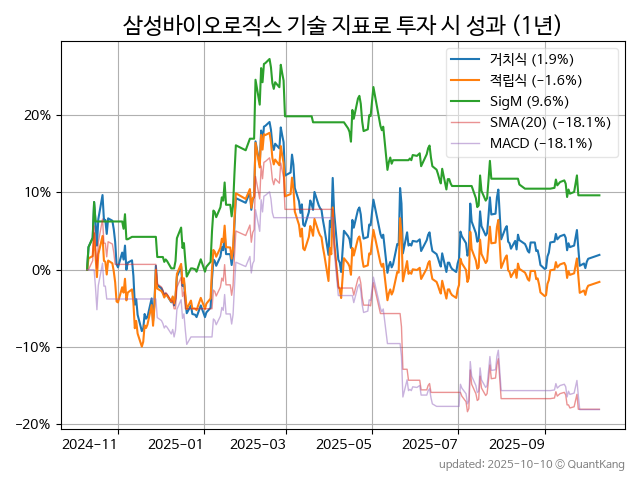 삼성바이오로직스 기술 지표로 투자 시 성과 (1년)
거치식 (1.9%)
적립식 (−1.6%)
SigM (9.6%)
SMA(20) (−18.1%)
MACD (−18.1%)
20%
10%
0%
−10%
−20%
2024−11 2025−01 2025−03 2025−05 2025−07 2025−09
updated: 2025-10-10 © QuantKang